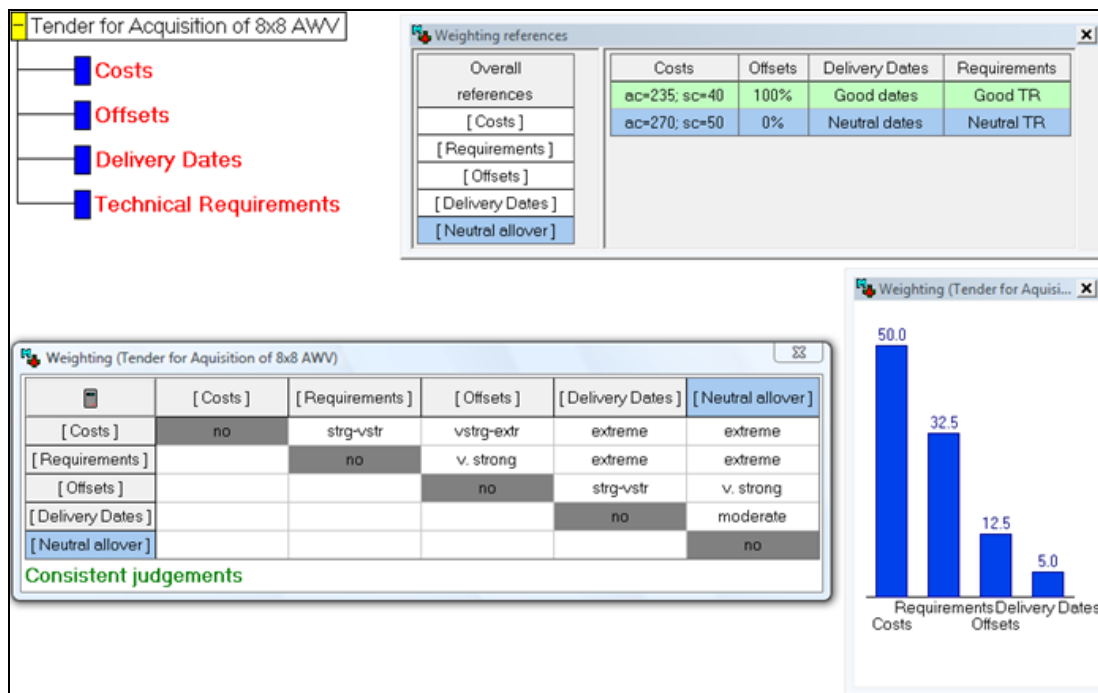 Tender for Acquisition of 8x8 AWV
Costs
Offsets
Delivery Dates
Technical Requirements
Weighting references
Overall
references
[ Costs ]
[ Requirements ]
[ Offsets ]
[ Delivery Dates ]
[ Neutral allover ]
Costs Offsets Delivery Dates Requirements
ac=235; sc=40 100% Good dates Good TR
ac=270; sc=50 0% Neutral dates Neutral TR
Weighting (Tender for Aquisition of 8x8 AWV)
[ Costs ] [ Requirements ] [ Offsets ] [ Delivery Dates ] [ Neutral allover ]
[ Costs ] no strg-vstr vstrg-extr extreme extreme
[ Requirements ] no v. strong extreme extreme
[ Offsets ] no strg-vstr v. strong
[ Delivery Dates ] no moderate
[ Neutral allover ] no
Consistent judgements
Weighting (Tender for Aquisi...
50.0
32.5
12.5
5.0
Requirements Delivery Dates
Costs Offsets